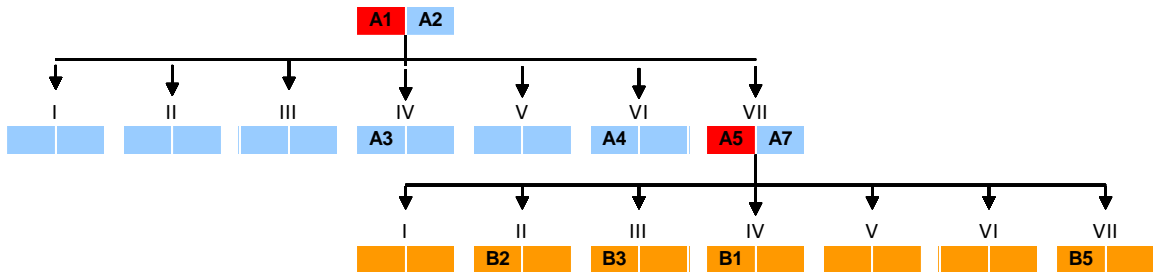 A1 A2
I II III IV V VI VII
A3 A4 A5 A7
I II III IV V VI VII
B2 B3 B1 B5